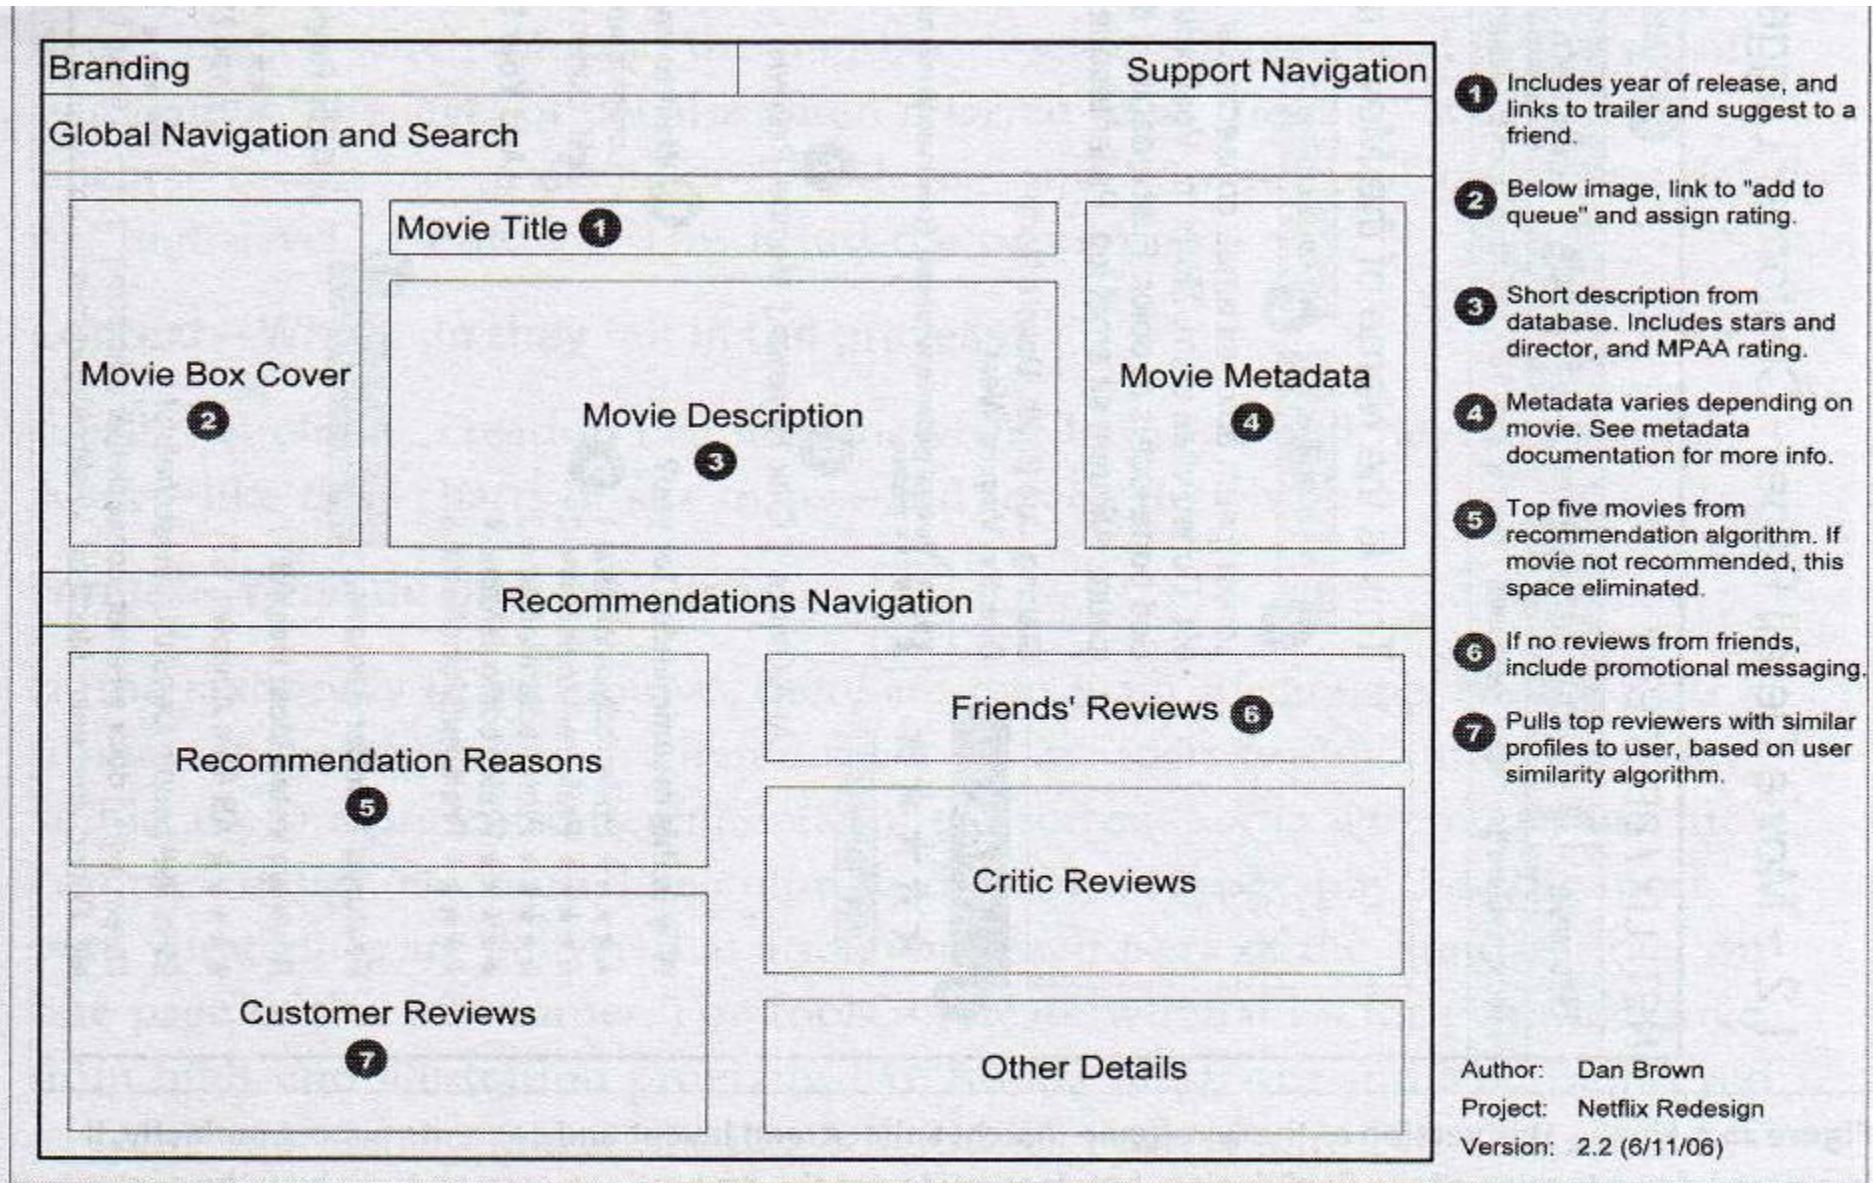 Branding
Support Navigation
Global Navigation and Search
Movie Title 1
Movie Box Cover
2
Movie Description
3
Movie Metadata
4
Recommendations Navigation
Recommendation Reasons
5
Friends' Reviews 6
Critic Reviews
Customer Reviews
7
Other Details
1 Includes year of release, and
links to trailer and suggest to a
friend.
2 Below image, link to "add to
queue" and assign rating.
3 Short description from
database. Includes stars and
director, and MPAA rating.
4 Metadata varies depending on
movie. See metadata
documentation for more info.
5 Top five movies from
recommendation algorithm. If
movie not recommended, this
space eliminated.
6 If no reviews from friends,
include promotional messaging.
7 Pulls top reviewers with similar
profiles to user, based on user
similarity algorithm.
Author: Dan Brown
Project: Netflix Redesign
Version: 2.2 (6/11/06)